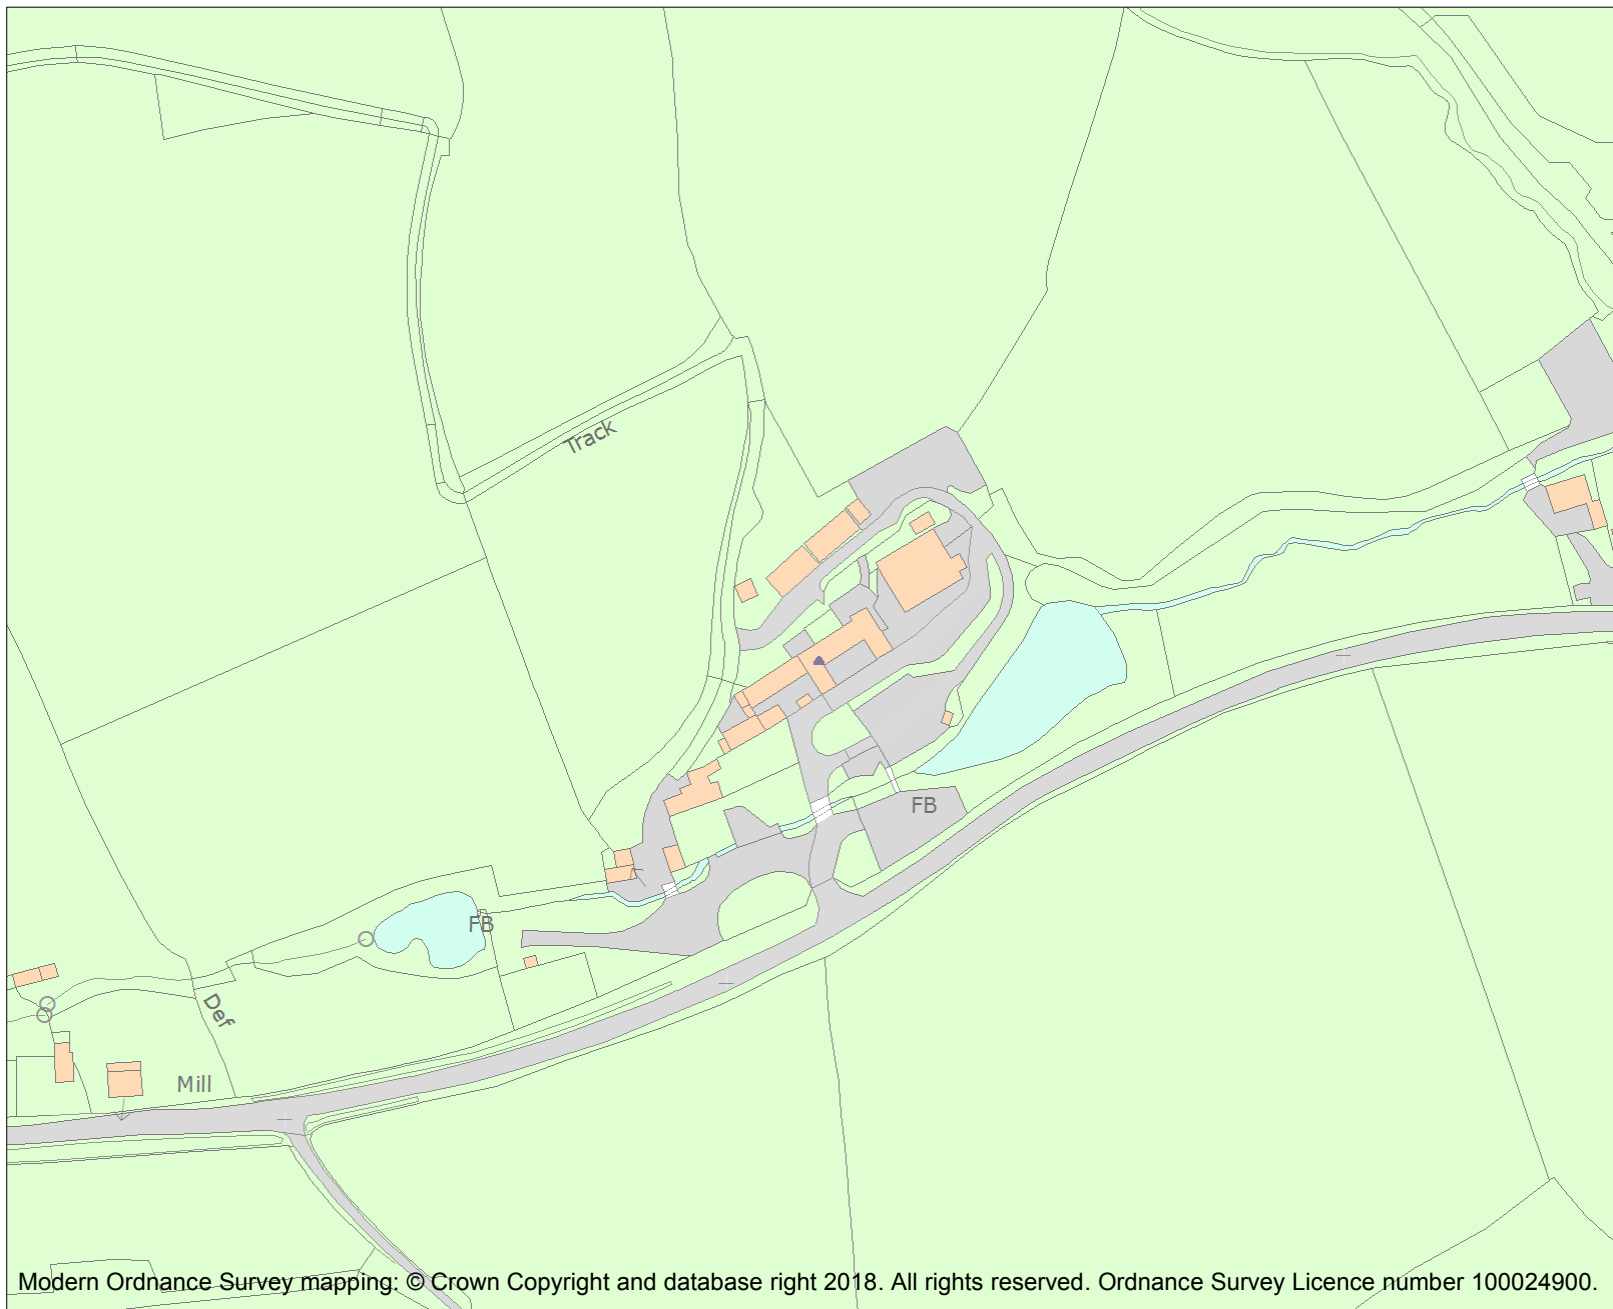 Track
FB
FB
Def
Mill
Modern Ordnance Survey mapping: © Crown Copyright and database right 2018. All rights reserved. Ordnance Survey Licence number 100024900.